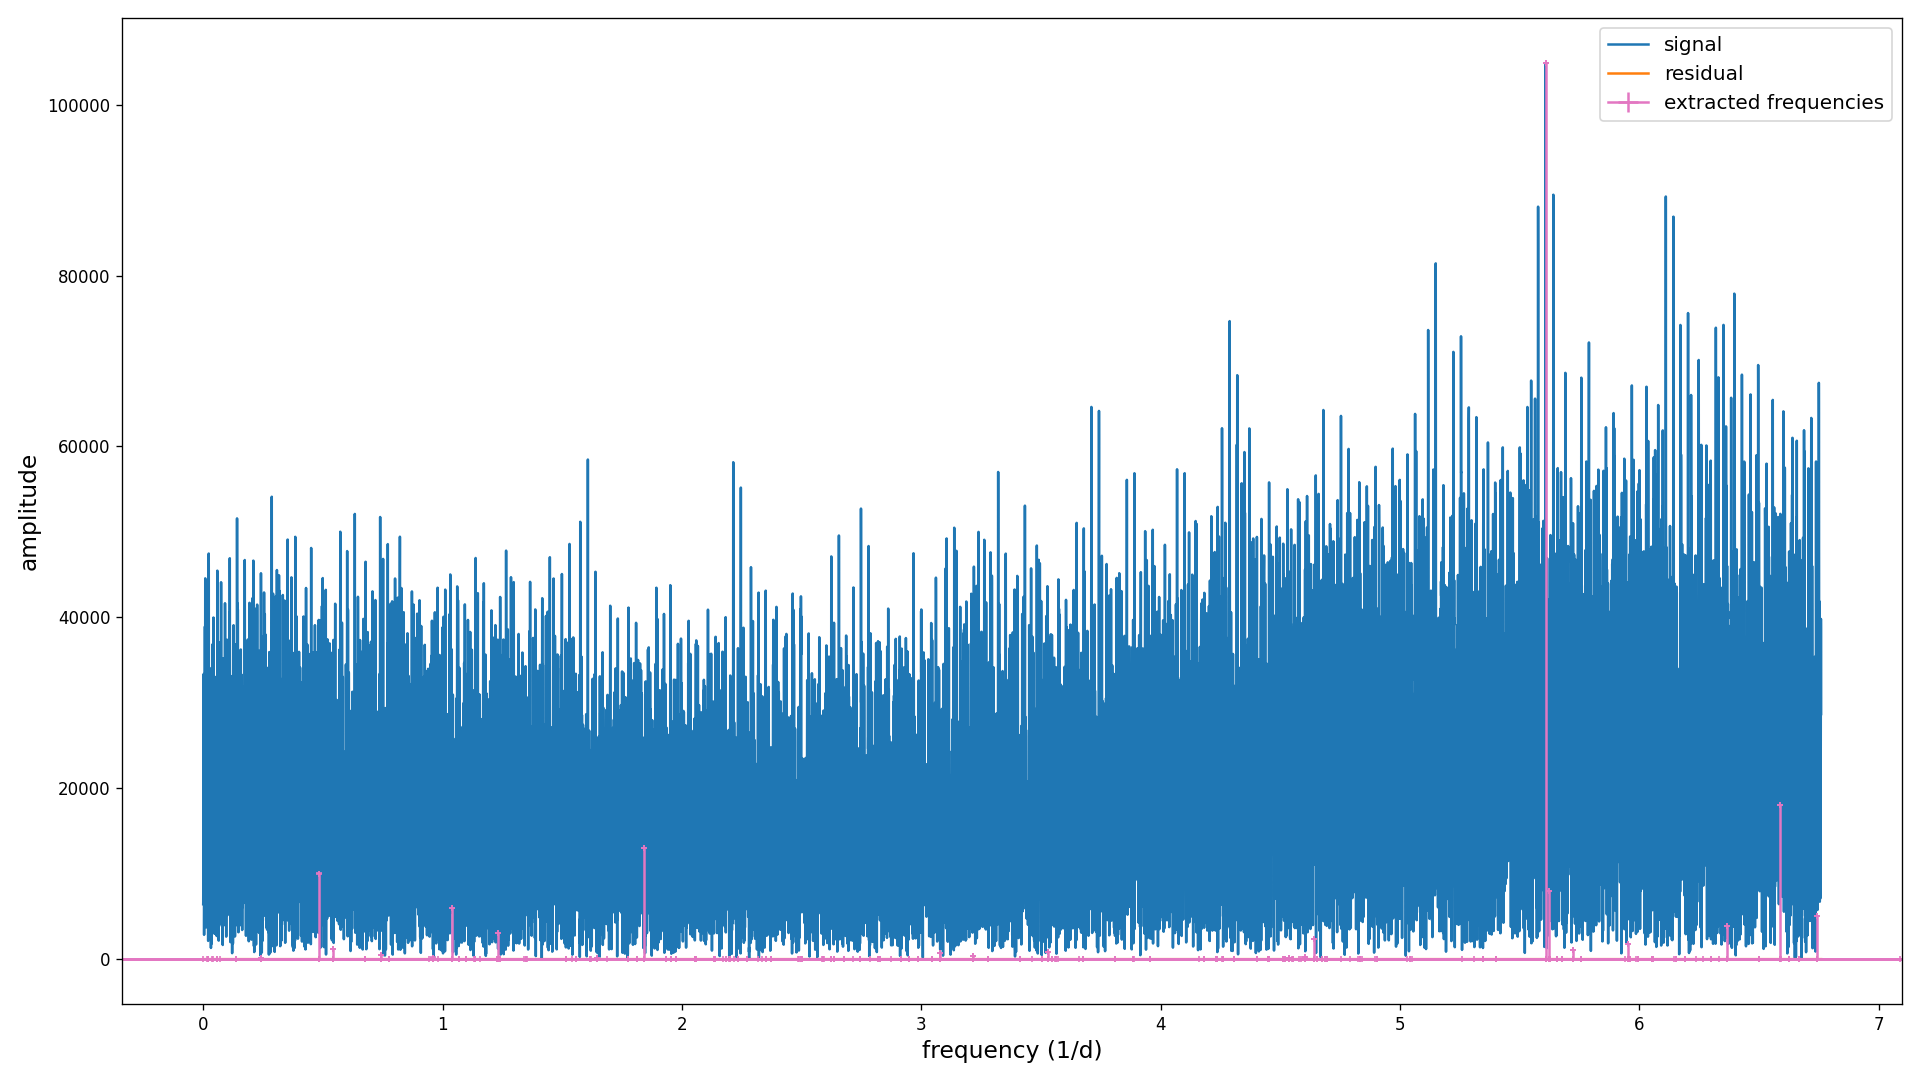 signal
residual
extracted frequencies
amplitude
100000
80000
60000
40000
20000
0
0 1 2 3 4 5 6 7
frequency (1/d)